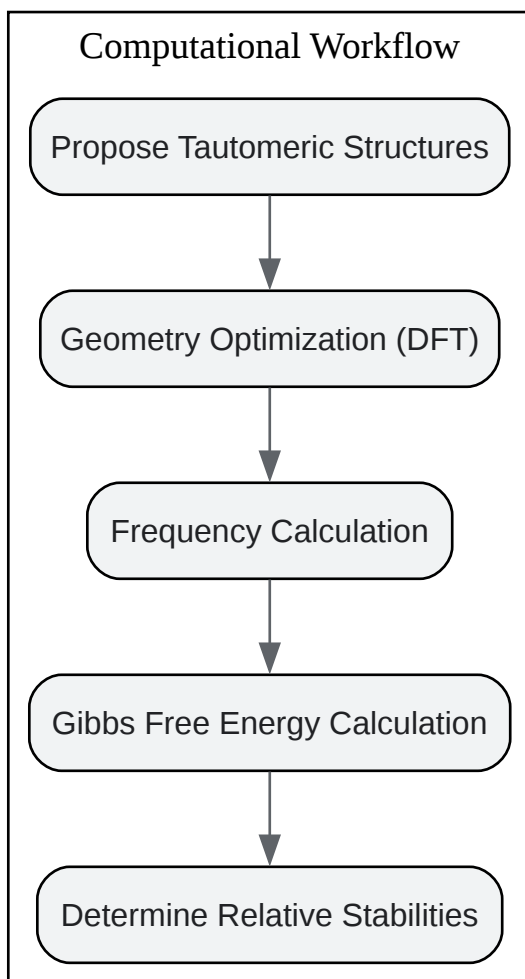 Computational Workflow
Propose Tautomeric Structures
Geometry Optimization (DFT)
Frequency Calculation
Gibbs Free Energy Calculation
Determine Relative Stabilities